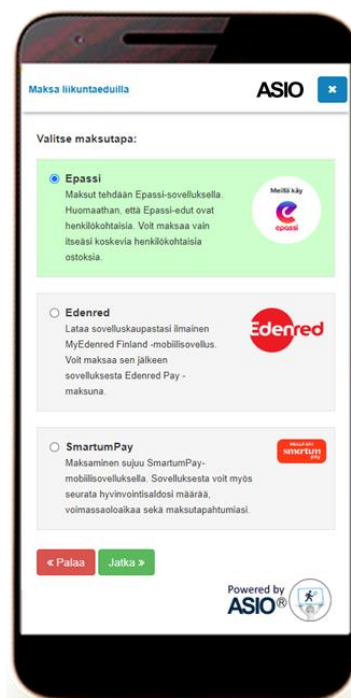 Maksa liikuntaeduilla
ASIO
×
Valitse maksutapa:
Epassi
Maksut tehdään Epassi-sovelluksella.
Huomaathan, että Epassi-edut ovat
henkilökohtaisia. Voit maksaa vain
itseäsi koskevia henkilökohtaisia
ostoksia.
Meillä käy
epassi
Edenred
Lataa sovelluskaupastasi ilmainen
MyEdenred Finland -mobiilisovellus.
Voit maksaa sen jälkeen
sovelluksesta Edenred Pay -
maksuna.
Edenred
SmartumPay
Maksaminen sujuu SmartumPay-
mobiilisovelluksella. Sovelluksesta voit myös
seurata hyvinvointisaldosi määrää,
voimassaoloaikaa sekä maksutapahtumiasi.
MEILLÄ KÄY
smartum
pay
« Palaa
Jatka »
Powered by
ASIO®